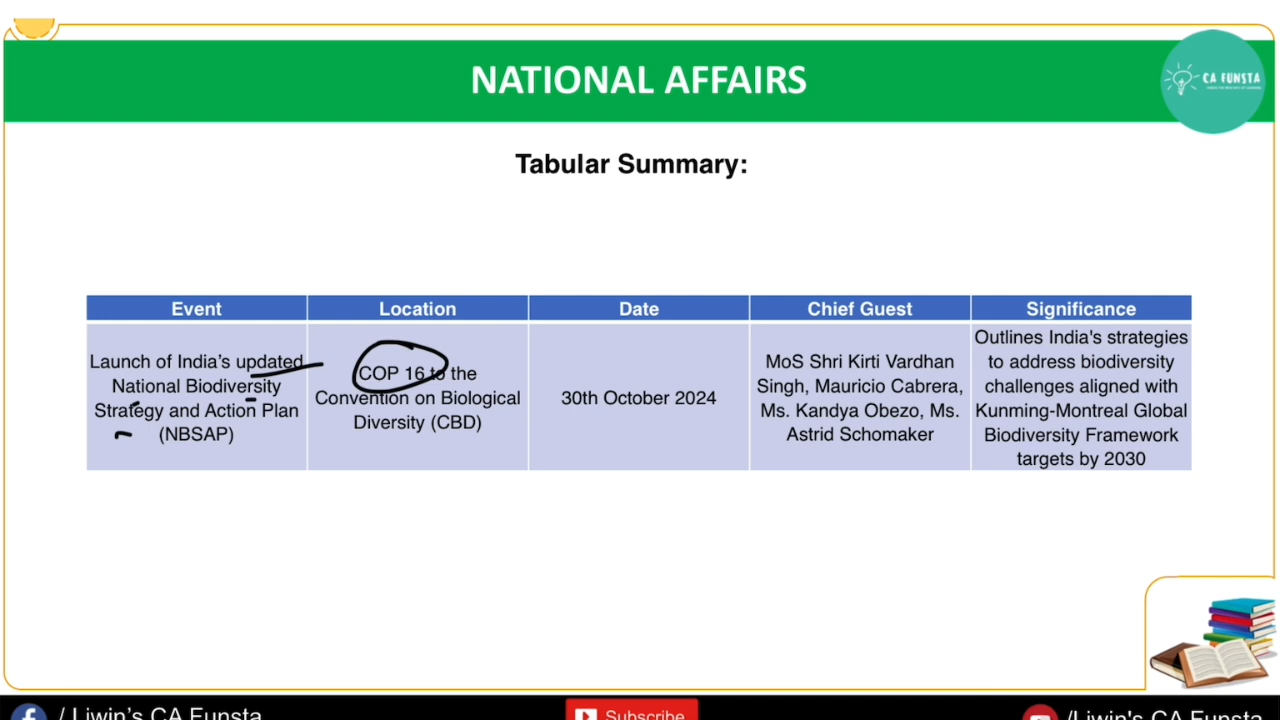 NATIONAL AFFAIRS
CA FUNSTA
Tabular Summary:
Event
Location
Date
Chief Guest
Significance
Launch of India’s updated
National Biodiversity
Strategy and Action Plan
(NBSAP)
COP 16 to the
Convention on Biological
Diversity (CBD)
30th October 2024
MoS Shri Kirti Vardhan
Singh, Mauricio Cabrera,
Ms. Kandya Obezo, Ms.
Astrid Schomaker
Outlines India's strategies
to address biodiversity
challenges aligned with
Kunming-Montreal Global
Biodiversity Framework
targets by 2030
/ Liwin’s CA Funsta
Subscribe
/Liwin's CA Funsta